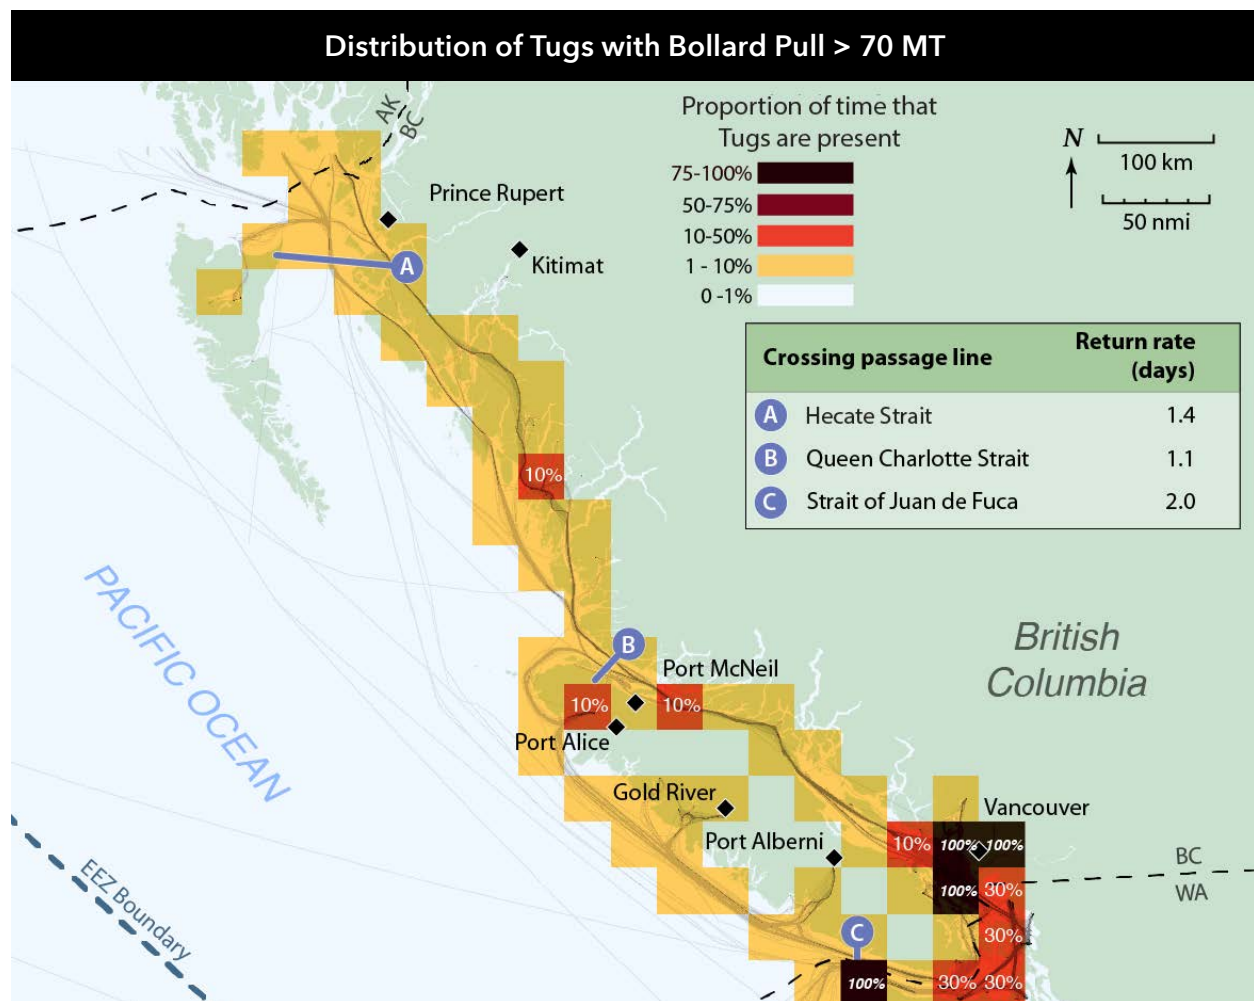 Distribution of Tugs with Bollard Pull > 70 MT
AK
BC
Proportion of time that
Tugs are present
75-100%
50-75%
10-50%
1 - 10%
0 -1%
N
100 km
50 nmi
Prince Rupert
Kitimat
A
Crossing passage line
Return rate
(days)
A Hecate Strait 1.4
B Queen Charlotte Strait 1.1
C Strait of Juan de Fuca 2.0
10%
PACIFIC OCEAN
British
Columbia
B
Port McNeil
10%
10%
Port Alice
Gold River
Vancouver
Port Alberni
10%
100%
100%
BC
WA
100%
30%
EEZ Boundary
C
30%
100%
30%
30%